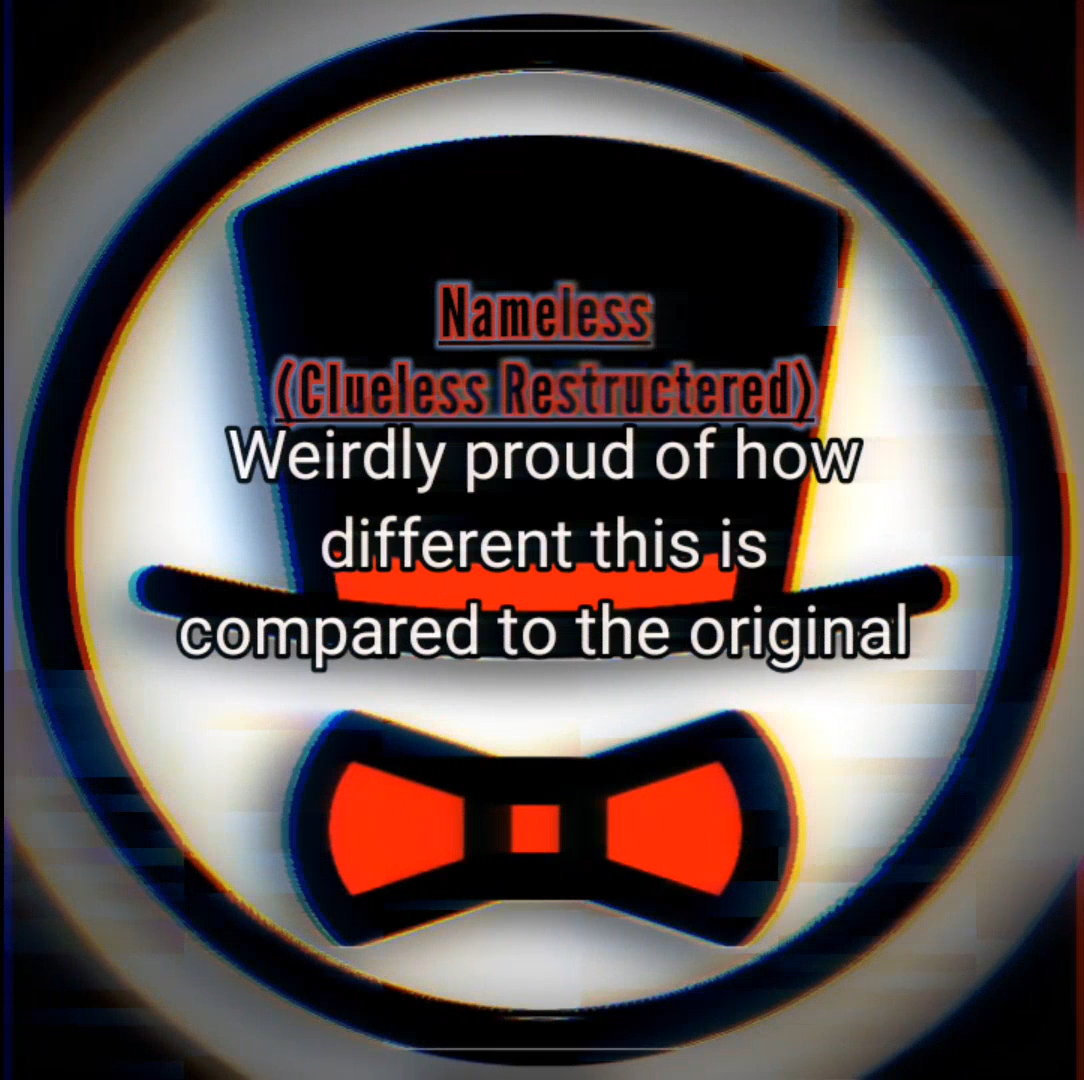 Nameless
(Clueless Restructered)
Weirdly proud of how
different this is
compared to the original